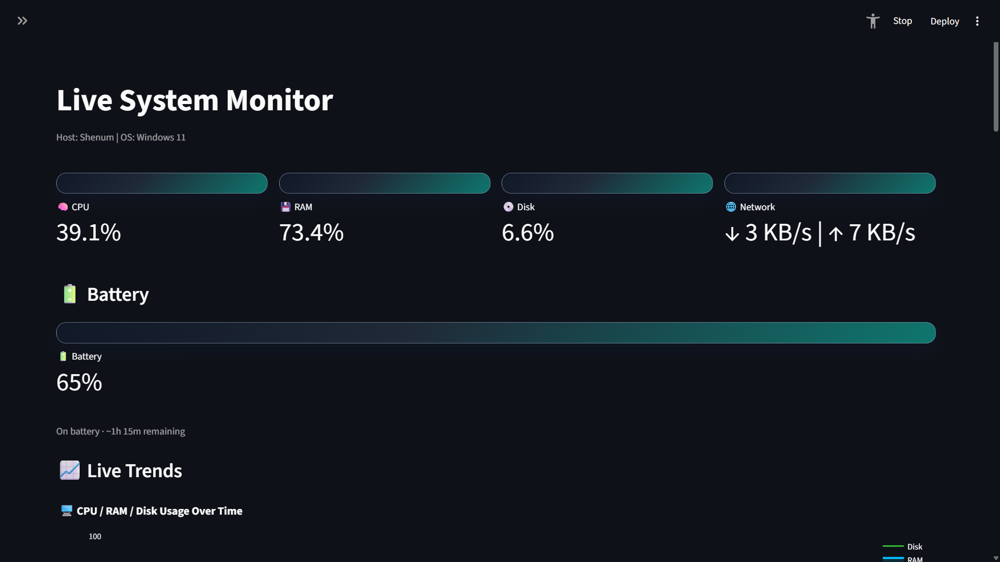 Stop
Deploy
Live System Monitor
Host: Shenum | OS: Windows 11
🧠 CPU
39.1%
💾 RAM
73.4%
💿 Disk
6.6%
🌐 Network
↓ 3 KB/s | ↑ 7 KB/s
🔋 Battery
🔋 Battery
65%
On battery · ~1h 15m remaining
📈 Live Trends
🖥️ CPU / RAM / Disk Usage Over Time
100
Disk
RAM